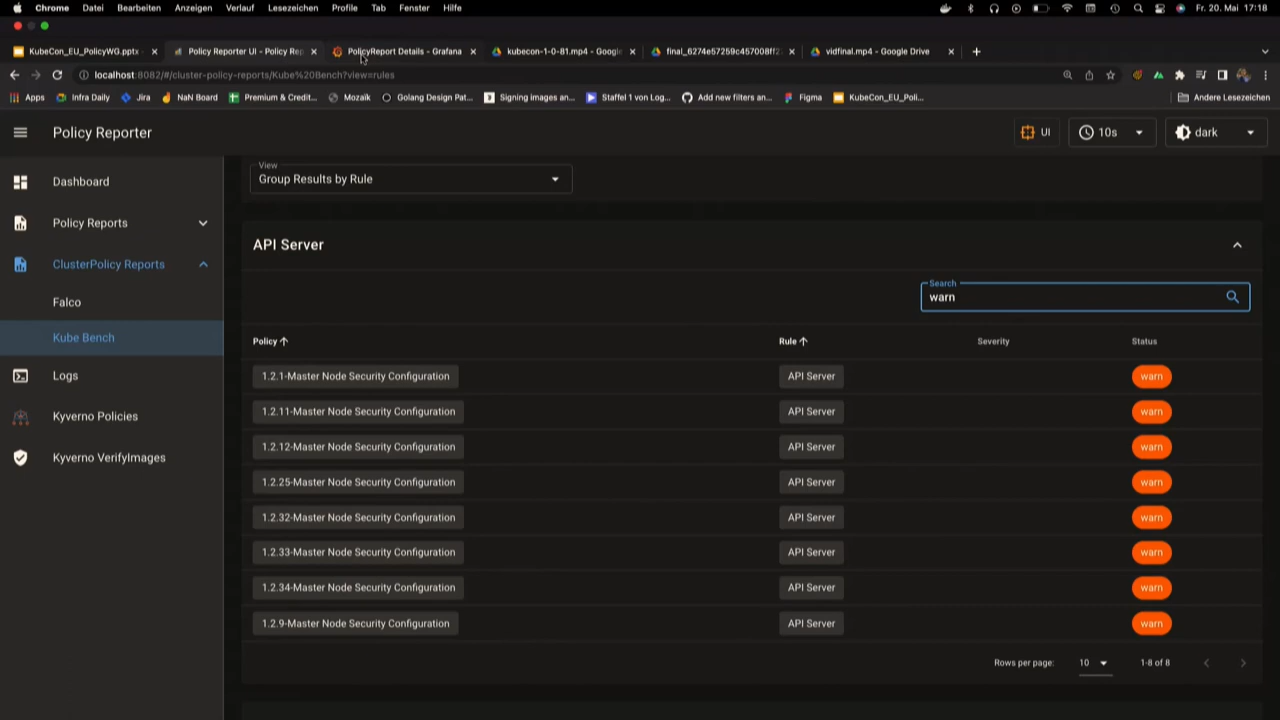 Chrome Datei Bearbeiten Anzeigen Verlauf Lesezeichen Profile Tab Fenster Hilfe Fr. 20. Mai 17:18
KubeCon_EU_PolicyWG.pptx Policy Reporter UI - Policy Rep PolicyReport Details - Grafana kubecon-1-0-81.mp4 - Google final_6274e57259c457008ff2 vidfinal.mp4 - Google Drive
localhost:8082/#/cluster-policy-reports/Kube%20Bench?view=rules
Apps Infra Daily Jira NaN Board Premium & Credit... Mozaïk Golang Design Pat... Signing images an... Staffel 1 von Log... Add new filters an... Figma KubeCon_EU_Poli... Andere Lesezeichen
Policy Reporter UI 10s dark
Dashboard
Policy Reports
ClusterPolicy Reports
Falco
Kube Bench
Logs
Kyverno Policies
Kyverno VerifyImages
View
Group Results by Rule
API Server
Search
warn
Policy Rule Severity Status
1.2.1-Master Node Security Configuration API Server warn
1.2.11-Master Node Security Configuration API Server warn
1.2.12-Master Node Security Configuration API Server warn
1.2.25-Master Node Security Configuration API Server warn
1.2.32-Master Node Security Configuration API Server warn
1.2.33-Master Node Security Configuration API Server warn
1.2.34-Master Node Security Configuration API Server warn
1.2.9-Master Node Security Configuration API Server warn
Rows per page: 10 1-8 of 8